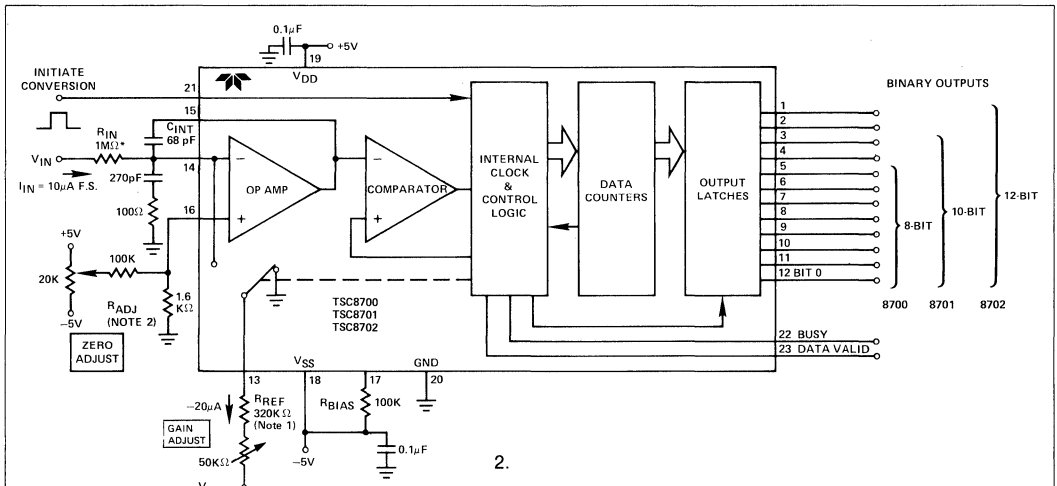 0.1µF
+5V
19
VDD
INITIATE
CONVERSION
21
15
CINT
68 pF
RIN
1MΩ*
VIN
14
IIN = 10µA F.S.
270pF
100Ω
16
OP AMP
COMPARATOR
INTERNAL
CLOCK
&
CONTROL
LOGIC
DATA
COUNTERS
OUTPUT
LATCHES
BINARY OUTPUTS
1
2
3
4
5
6
7
8
9
10
11
12 BIT 0
8-BIT
10-BIT
12-BIT
8700
8701
8702
22 BUSY
23 DATA VALID
+5V
20K
-5V
100K
RADJ
(NOTE 2)
1.6
KΩ
ZERO
ADJUST
TSC8700
TSC8701
TSC8702
13
VSS
18
17
GND
20
-20µA
RREF
320KΩ
(Note 1)
RBIAS
100K
GAIN
ADJUST
50KΩ
-5V
0.1µF
2.